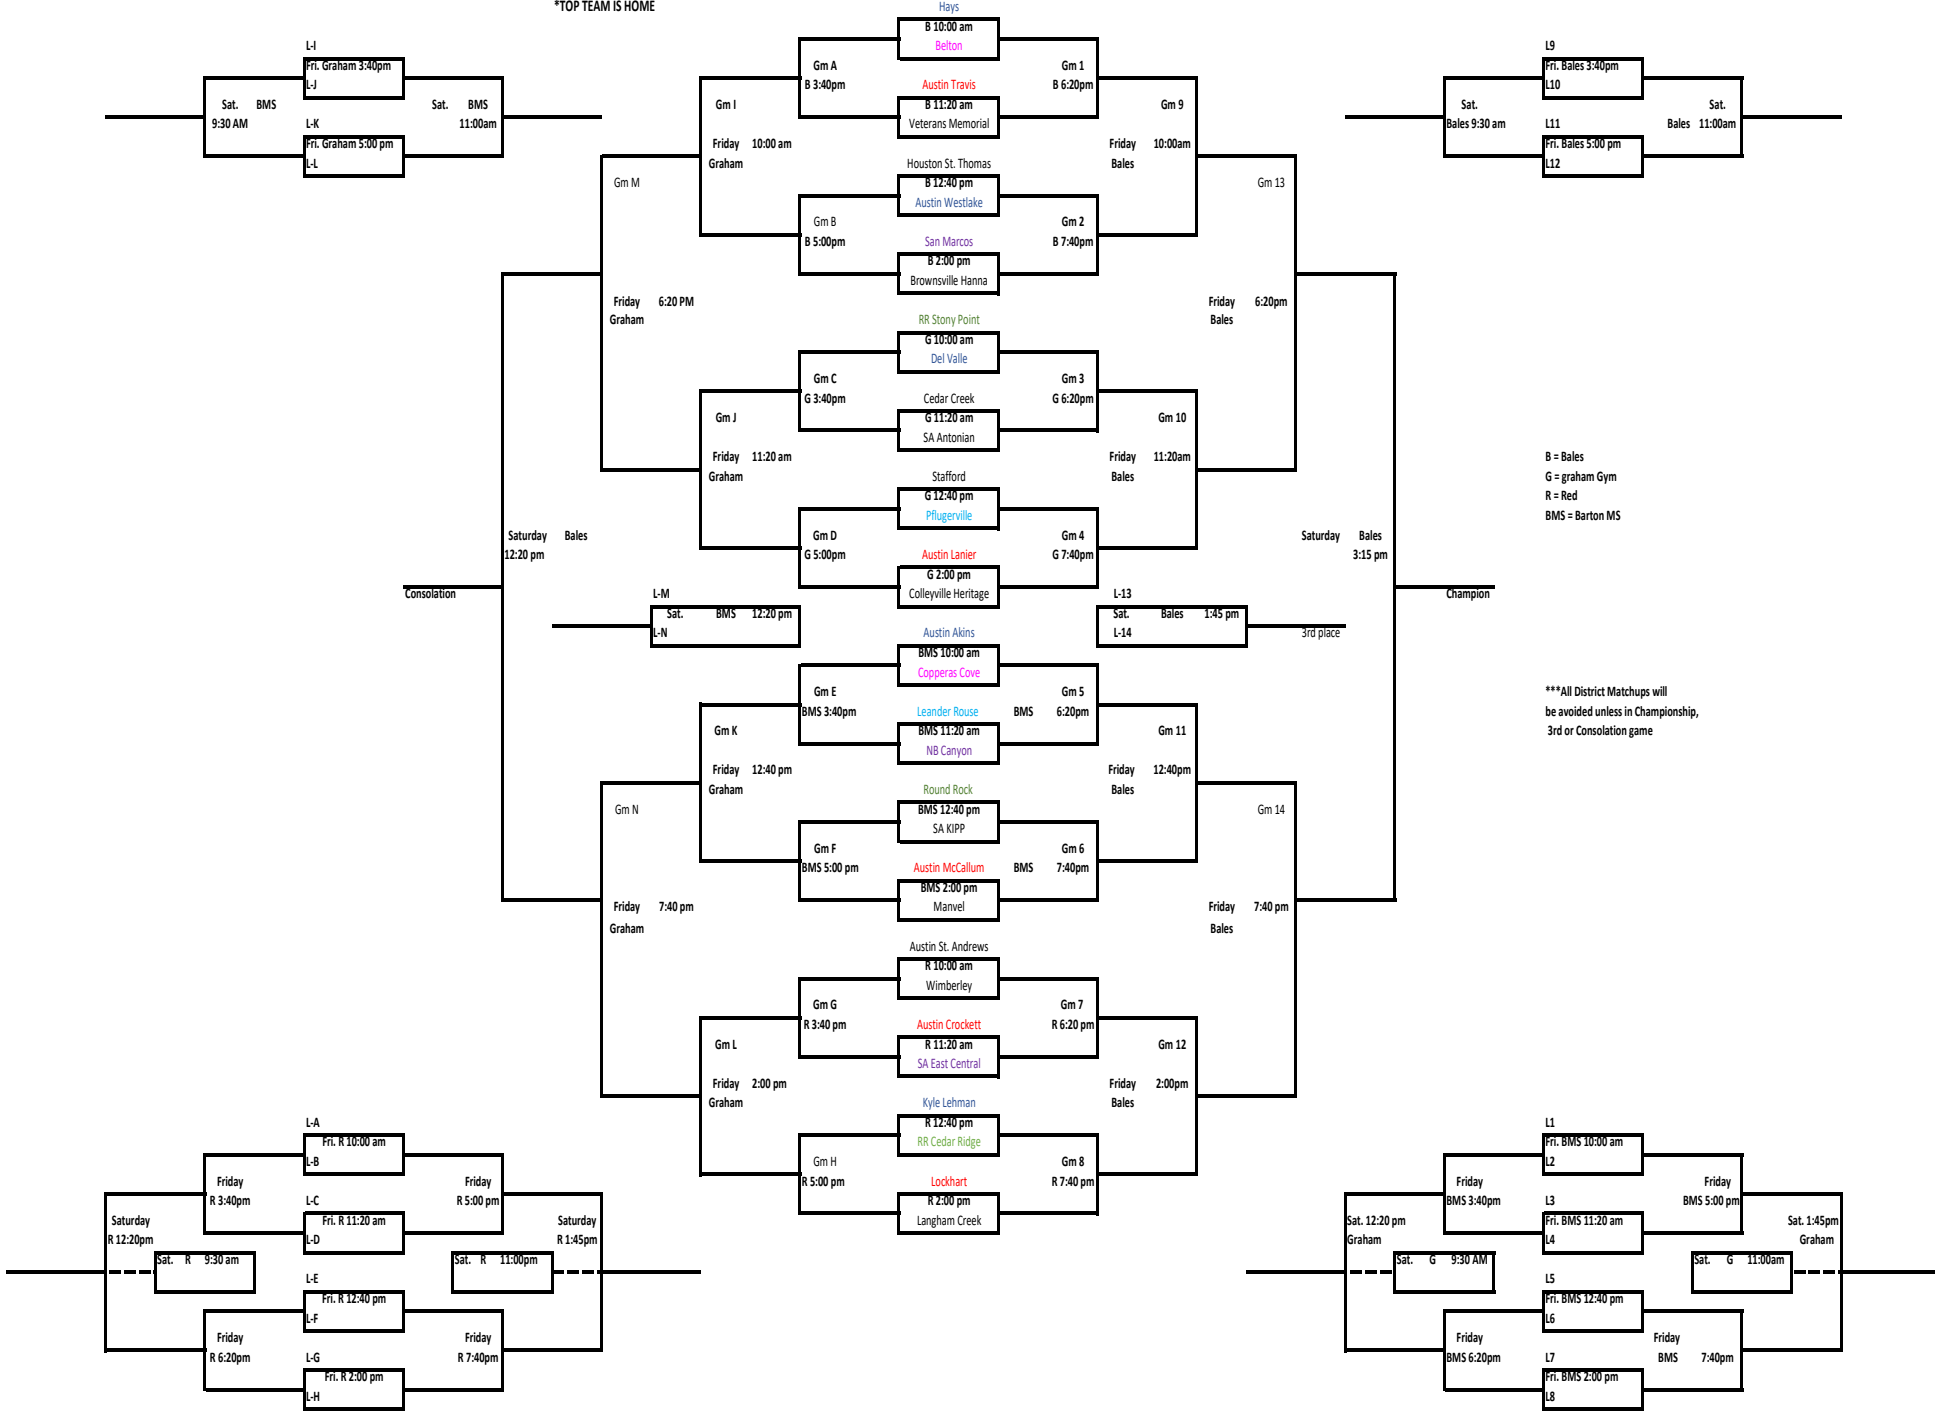 *TOP TEAM IS HOME
Hays
B 10:00 am
Belton
Austin Travis
B 11:20 am
Veterans Memorial
Houston St. Thomas
B 12:40 pm
Austin Westlake
San Marcos
B 2:00 pm
Brownsville Hanna
RR Stony Point
G 10:00 am
Del Valle
Cedar Creek
G 11:20 am
SA Antonian
Stafford
G 12:40 pm
Pflugerville
Austin Lanier
G 2:00 pm
Colleyville Heritage
Austin Akins
BMS 10:00 am
Copperas Cove
Leander Rouse
BMS 11:20 am
NB Canyon
Round Rock
BMS 12:40 pm
SA KIPP
Austin McCallum
BMS 2:00 pm
Manvel
Austin St. Andrews
R 10:00 am
Wimberley
Austin Crockett
R 11:20 am
SA East Central
Kyle Lehman
R 12:40 pm
RR Cedar Ridge
Lockhart
R 2:00 pm
Langham Creek
L-I
Fri. Graham 3:40pm
L-J
Sat. BMS
9:30 AM
Sat. BMS
11:00am
L-K
Fri. Graham 5:00 pm
L-L
Gm A
B 3:40pm
Gm I
Friday 10:00 am
Graham
Gm B
B 5:00pm
Gm M
Friday 6:20 PM
Graham
Gm C
G 3:40pm
Gm J
Friday 11:20 am
Graham
Gm D
G 5:00pm
Saturday Bales
12:20 pm
Consolation
L-M
Sat. BMS 12:20 pm
L-N
Gm E
BMS 3:40pm
Gm K
Friday 12:40 pm
Graham
Gm F
BMS 5:00 pm
Gm N
Friday 7:40 pm
Graham
Gm G
R 3:40 pm
Gm L
Friday 2:00 pm
Graham
Gm H
R 5:00 pm
Gm 1
B 6:20pm
Gm 9
Friday 10:00am
Bales
Gm 2
B 7:40pm
Gm 13
Friday 6:20pm
Bales
Gm 3
G 6:20pm
Gm 10
Friday 11:20am
Bales
Gm 4
G 7:40pm
Saturday Bales
3:15 pm
Champion
L-13
Sat. Bales 1:45 pm
L-14
3rd place
Gm 5
BMS 6:20pm
Gm 11
Friday 12:40pm
Bales
Gm 6
BMS 7:40pm
Gm 14
Friday 7:40 pm
Bales
Gm 7
R 6:20 pm
Gm 12
Friday 2:00pm
Bales
Gm 8
R 7:40 pm
L9
Fri. Bales 3:40pm
L10
Sat.
Bales 9:30 am
Sat.
Bales 11:00am
L11
Fri. Bales 5:00 pm
L12
B = Bales
G = graham Gym
R = Red
BMS = Barton MS
***All District Matchups will
be avoided unless in Championship,
3rd or Consolation game
L-A
Fri. R 10:00 am
L-B
Friday
R 3:40pm
Friday
R 5:00 pm
L-C
Fri. R 11:20 am
L-D
Saturday
R 12:20pm
Saturday
R 1:45pm
Sat. R 9:30 am
Sat. R 11:00pm
L-E
Fri. R 12:40 pm
L-F
Friday
R 6:20pm
Friday
R 7:40pm
L-G
Fri. R 2:00 pm
L-H
L1
Fri. BMS 10:00 am
L2
Friday
BMS 3:40pm
Friday
BMS 5:00 pm
L3
Fri. BMS 11:20 am
L4
Sat. 12:20 pm
Graham
Sat. 1:45pm
Graham
Sat. G 9:30 AM
Sat. G 11:00am
L5
Fri. BMS 12:40 pm
L6
Friday
BMS 6:20pm
Friday
BMS 7:40pm
L7
Fri. BMS 2:00 pm
L8